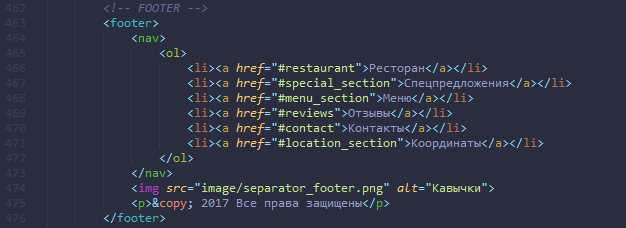 462 <!-- FOOTER -->
463 <footer>
464 <nav>
465 <ol>
466 <li><a href="#restaurant">Ресторан</a></li>
467 <li><a href="#special_section">Спецпредложения</a></li>
468 <li><a href="#menu_section">Меню</a></li>
469 <li><a href="#reviews">Отзывы</a></li>
470 <li><a href="#contact">Контакты</a></li>
471 <li><a href="#location_section">Координаты</a></li>
472 </ol>
473 </nav>
474 <img src="image/separator_footer.png" alt="Кавычки">
475 <p>&copy; 2017 Все права защищены</p>
476 </footer>